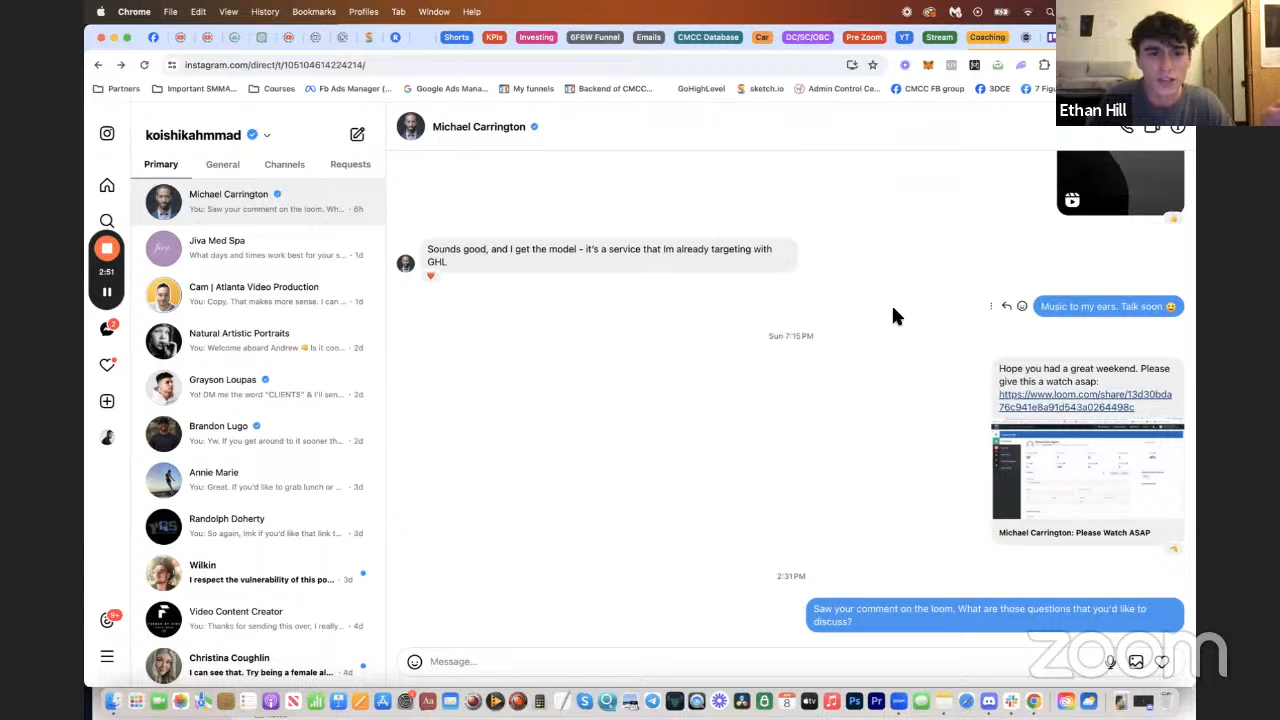 Chrome File Edit View History Bookmarks Profiles Tab Window Help
Shorts KPIs Investing 6F6W Funnel Emails CMCC Database Car DC/SC/OBC Pre Zoom YT Stream Coaching
instagram.com/direct/t/105104614224214/
Partners Important SMMA... Courses Fb Ads Manager (... Google Ads Mana... My funnels Backend of CMCC... GoHighLevel sketch.io Admin Control Ce... CMCC FB group 3DCE 7 Figu
Ethan Hill
koishikahmmad
Primary General Channels Requests
Michael Carrington
You: Saw your comment on the loom. Wh... · 6h
Jiva Med Spa
What days and times work best for your s... · 1d
Cam | Atlanta Video Production
You: Copy. That makes more sense. I can ... · 1d
Natural Artistic Portraits
You: Welcome aboard Andrew 👊 Is it coo... · 2d
Grayson Loupas
Yo! DM me the word "CLIENTS" & I'll sen... · 2d
Brandon Lugo
You: Yw. If you get around to it sooner th... · 2d
Annie Marie
You: Great. If you'd like to grab lunch or ... · 3d
Randolph Doherty
You: So again, lmk if you'd like that link t... · 3d
Wilkin
I respect the vulnerability of this po... · 3d
Video Content Creator
You: Thanks for sending this over, I really... · 4d
Christina Coughlin
I can see that. Try being a female al... · 4d
2:51
2
9+
Michael Carrington
Sounds good, and I get the model - it's a service that Im already targeting with
GHL
Music to my ears. Talk soon 😀
Sun 7:15 PM
Hope you had a great weekend. Please
give this a watch asap:
https://www.loom.com/share/13d30bda
76c941e8a91d543a0264498c
Michael Carrington: Please Watch ASAP
2:31 PM
Saw your comment on the loom. What are those questions that you'd like to
discuss?
Message...
zoom